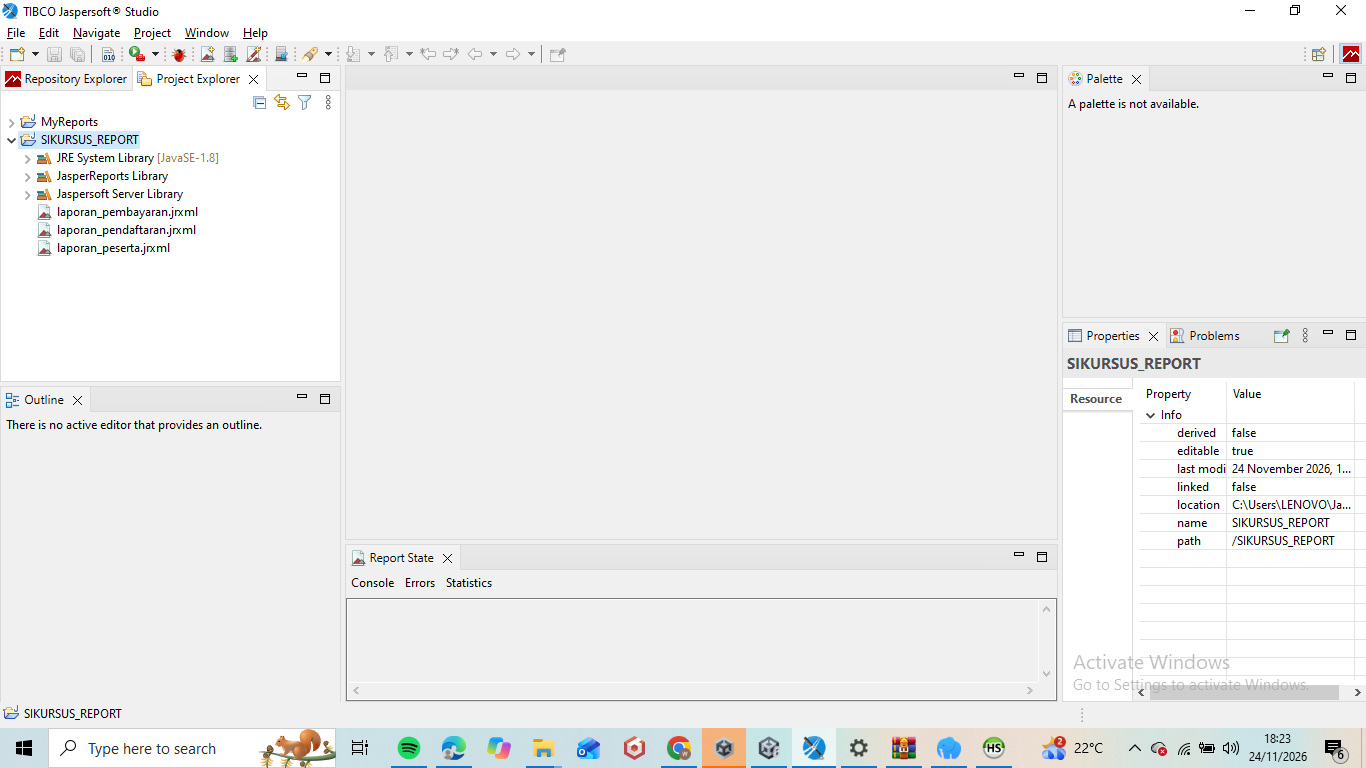 TIBCO Jaspersoft® Studio
File Edit Navigate Project Window Help
Repository Explorer
Project Explorer
MyReports
SIKURSUS_REPORT
JRE System Library [JavaSE-1.8]
JasperReports Library
Jaspersoft Server Library
laporan_pembayaran.jrxml
laporan_pendaftaran.jrxml
laporan_peserta.jrxml
Outline
There is no active editor that provides an outline.
Report State
Console Errors Statistics
Palette
A palette is not available.
Properties
Problems
SIKURSUS_REPORT
Resource
Property Value
Info
derived false
editable true
last modi 24 November 2026, 1...
linked false
location C:\Users\LENOVO\Ja...
name SIKURSUS_REPORT
path /SIKURSUS_REPORT
Activate Windows
Go to Settings to activate Windows.
SIKURSUS_REPORT
Type here to search
HS
2
22°C
18:23
24/11/2026
6